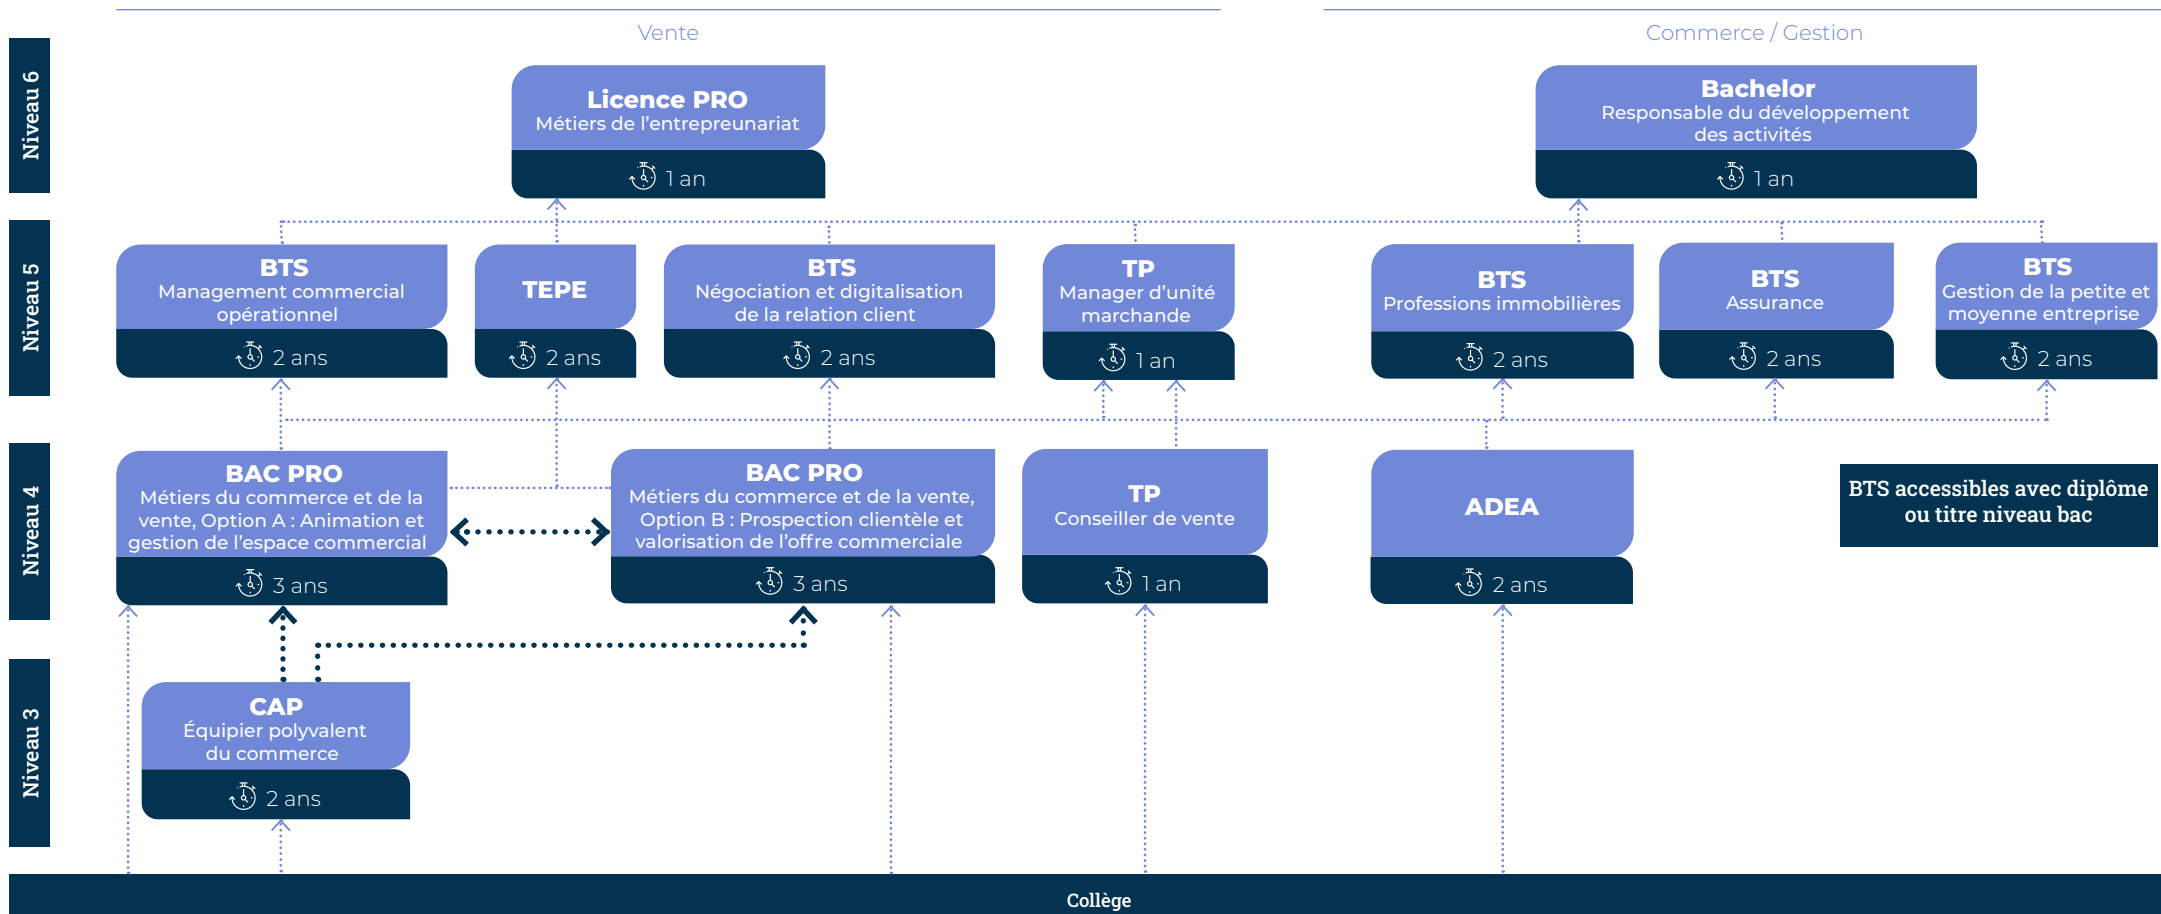 Vente
Commerce / Gestion
Niveau 6
Licence PRO
Métiers de l'entrepreunariat
1 an
Bachelor
Responsable du développement
des activités
1 an
Niveau 5
BTS
Management commercial
opérationnel
2 ans
TEPE
2 ans
BTS
Négociation et digitalisation
de la relation client
2 ans
TP
Manager d'unité
marchande
1 an
BTS
Professions immobilières
2 ans
BTS
Assurance
2 ans
BTS
Gestion de la petite et
moyenne entreprise
2 ans
Niveau 4
BAC PRO
Métiers du commerce et de la
vente, Option A : Animation et
gestion de l'espace commercial
3 ans
BAC PRO
Métiers du commerce et de la vente,
Option B : Prospection clientèle et
valorisation de l'offre commerciale
3 ans
TP
Conseiller de vente
1 an
ADEA
2 ans
BTS accessibles avec diplôme
ou titre niveau bac
Niveau 3
CAP
Équipier polyvalent
du commerce
2 ans
Collège